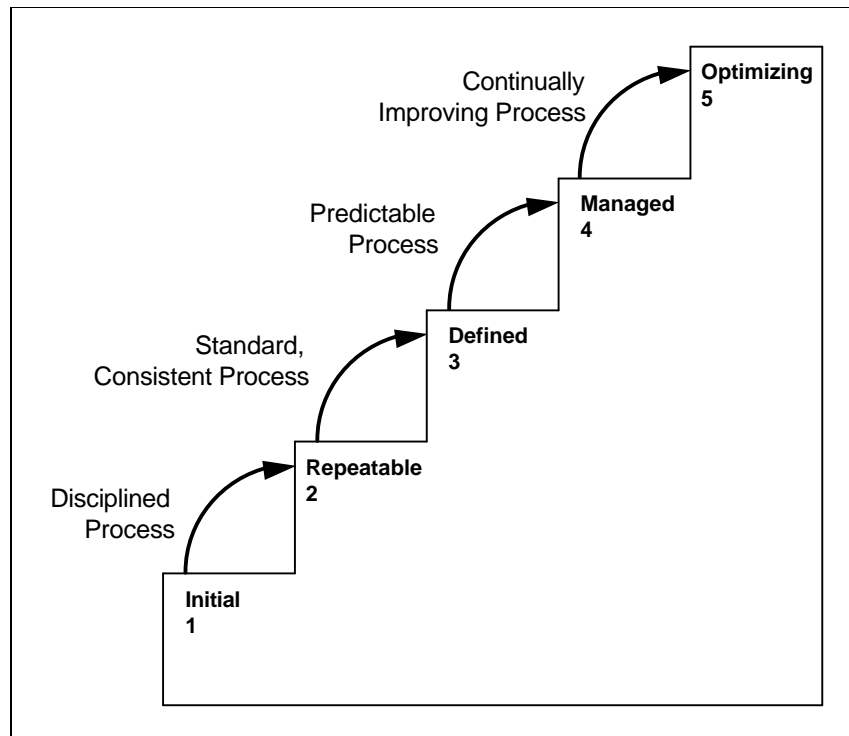 Continually
Improving Process
Optimizing
5
Predictable
Process
Managed
4
Standard,
Consistent Process
Defined
3
Disciplined
Process
Repeatable
2
Initial
1